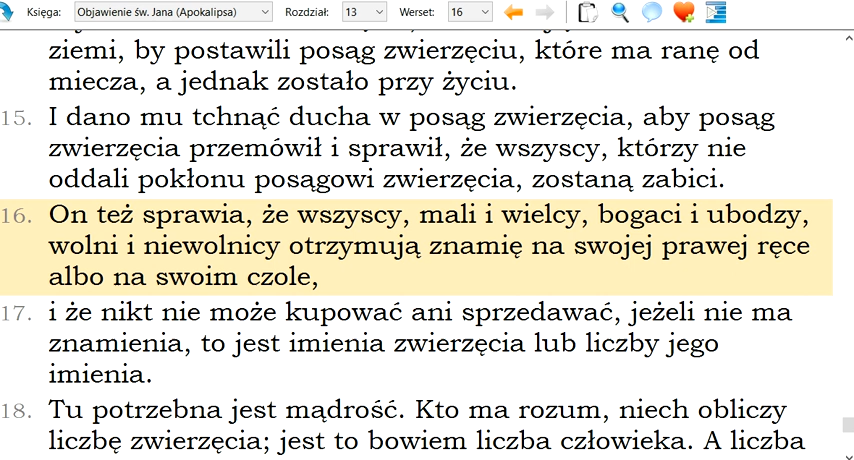 Księga: Objawienie św. Jana (Apokalipsa) Rozdział: 13 Werset: 16
ziemi, by postawili posąg zwierzęciu, które ma ranę od
miecza, a jednak zostało przy życiu.
15. I dano mu tchnąć ducha w posąg zwierzęcia, aby posąg
zwierzęcia przemówił i sprawił, że wszyscy, którzy nie
oddali pokłonu posągowi zwierzęcia, zostaną zabici.
16. On też sprawia, że wszyscy, mali i wielcy, bogaci i ubodzy,
wolni i niewolnicy otrzymują znamię na swojej prawej ręce
albo na swoim czole,
17. i że nikt nie może kupować ani sprzedawać, jeżeli nie ma
znamienia, to jest imienia zwierzęcia lub liczby jego
imienia.
18. Tu potrzebna jest mądrość. Kto ma rozum, niech obliczy
liczbę zwierzęcia; jest to bowiem liczba człowieka. A liczba